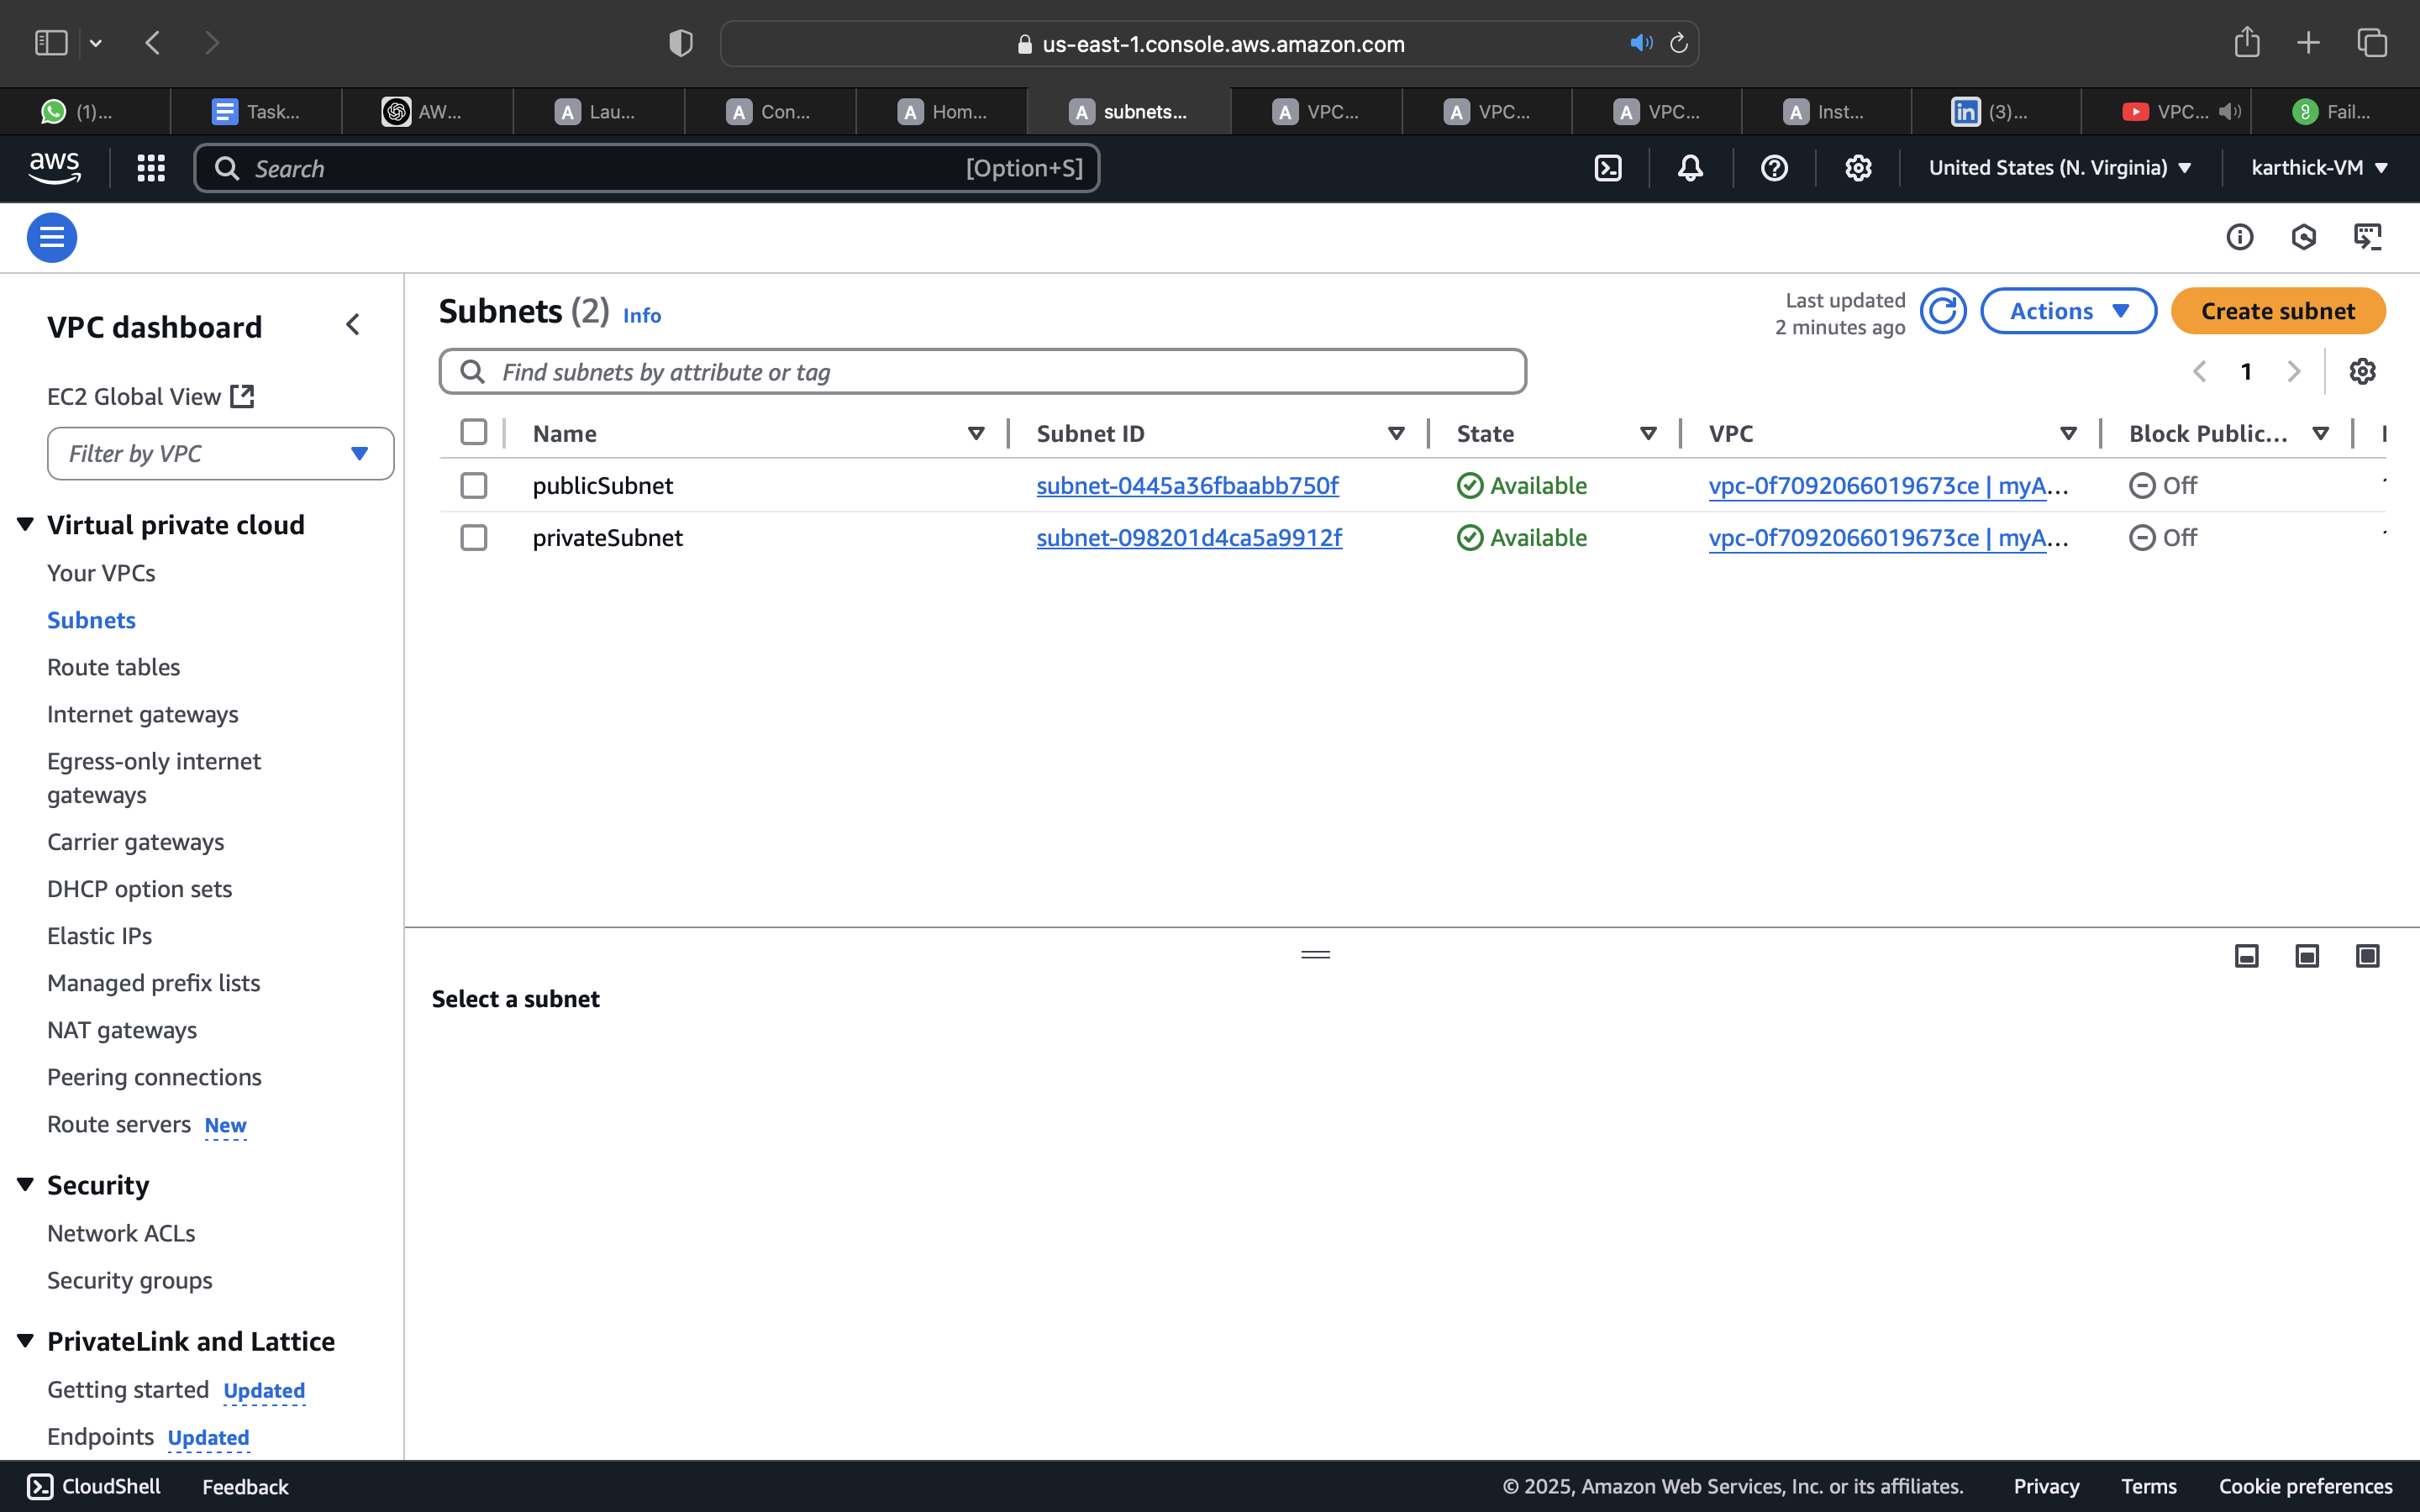 us-east-1.console.aws.amazon.com
(1)...
Task...
AW...
Lau...
Con...
Hom...
subnets...
VPC...
VPC...
VPC...
Inst...
(3)...
VPC...
Fail...
aws
Search
[Option+S]
United States (N. Virginia)
karthick-VM
VPC dashboard
EC2 Global View
Filter by VPC
Virtual private cloud
Your VPCs
Subnets
Route tables
Internet gateways
Egress-only internet
gateways
Carrier gateways
DHCP option sets
Elastic IPs
Managed prefix lists
NAT gateways
Peering connections
Route servers New
Security
Network ACLs
Security groups
PrivateLink and Lattice
Getting started Updated
Endpoints Updated
Subnets (2) Info
Last updated
2 minutes ago
Actions
Create subnet
Find subnets by attribute or tag
1
Name Subnet ID State VPC Block Public...
publicSubnet subnet-0445a36fbaabb750f Available vpc-0f7092066019673ce | myA... Off
privateSubnet subnet-098201d4ca5a9912f Available vpc-0f7092066019673ce | myA... Off
Select a subnet
CloudShell Feedback © 2025, Amazon Web Services, Inc. or its affiliates. Privacy Terms Cookie preferences